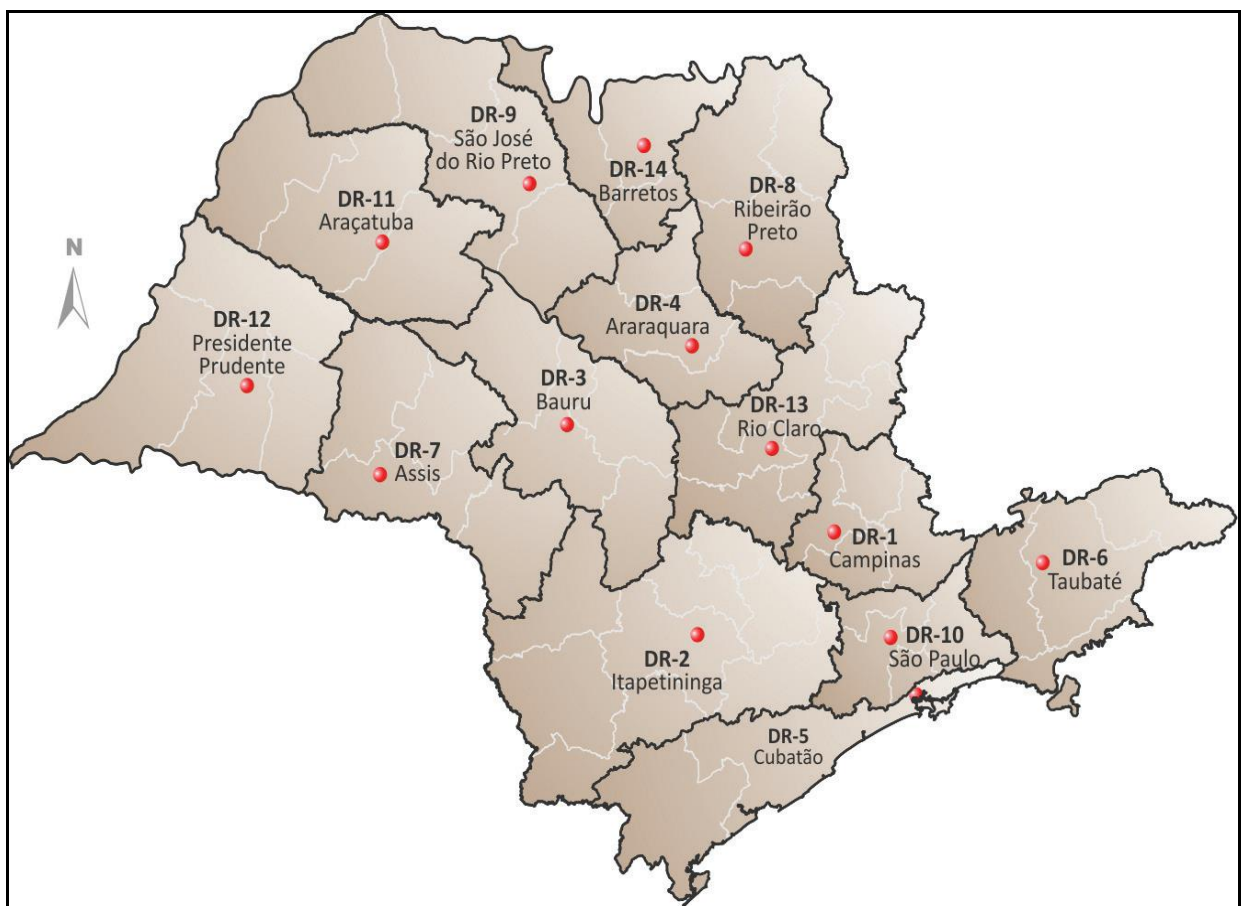 DR-9
São José
do Rio Preto
DR-14
Barretos
DR-8
Ribeirão
Preto
DR-11
Araçatuba
N
DR-4
Araraquara
DR-12
Presidente
Prudente
DR-3
Bauru
DR-13
Rio Claro
DR-7
Assis
DR-1
Campinas
DR-6
Taubaté
DR-10
São Paulo
DR-2
Itapetininga
DR-5
Cubatão